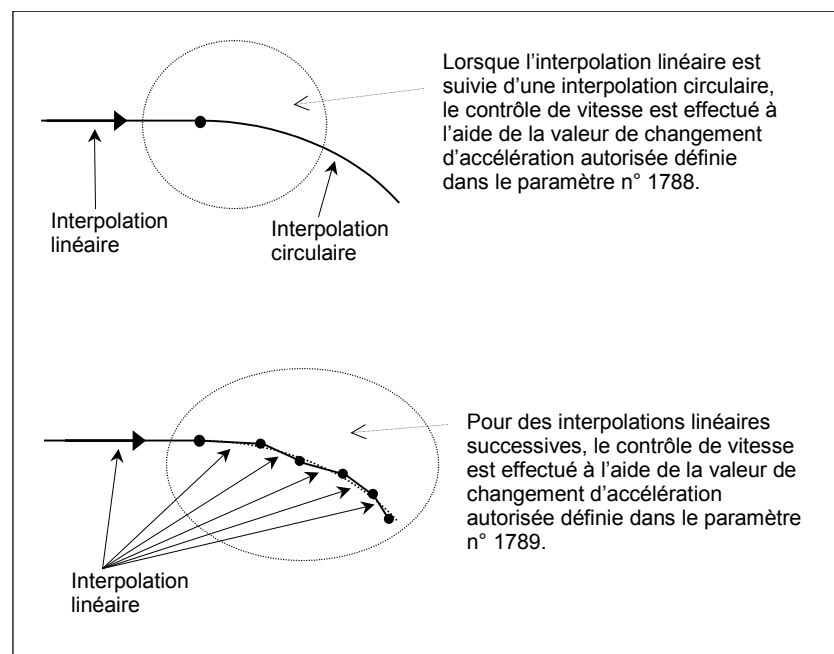 Lorsque l'interpolation linéaire est
suivie d'une interpolation circulaire,
le contrôle de vitesse est effectué à
l'aide de la valeur de changement
d'accélération autorisée définie
dans le paramètre n° 1788.
Interpolation
linéaire
Interpolation
circulaire
Pour des interpolations linéaires
successives, le contrôle de vitesse
est effectué à l'aide de la valeur de
changement d'accélération
autorisée définie dans le paramètre
n° 1789.
Interpolation
linéaire